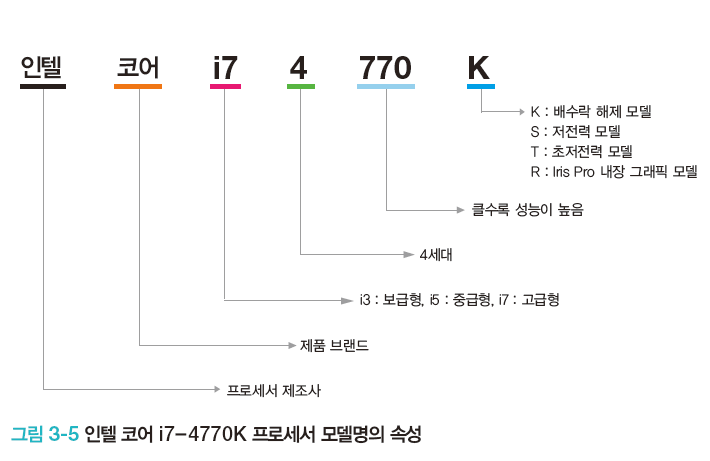 인텔 코어 i7 4 770 K
K : 배수락 해제 모델
S : 저전력 모델
T : 초저전력 모델
R : Iris Pro 내장 그래픽 모델
클수록 성능이 높음
4세대
i3 : 보급형, i5 : 중급형, i7 : 고급형
제품 브랜드
프로세서 제조사
그림 3-5 인텔 코어 i7-4770K 프로세서 모델명의 속성